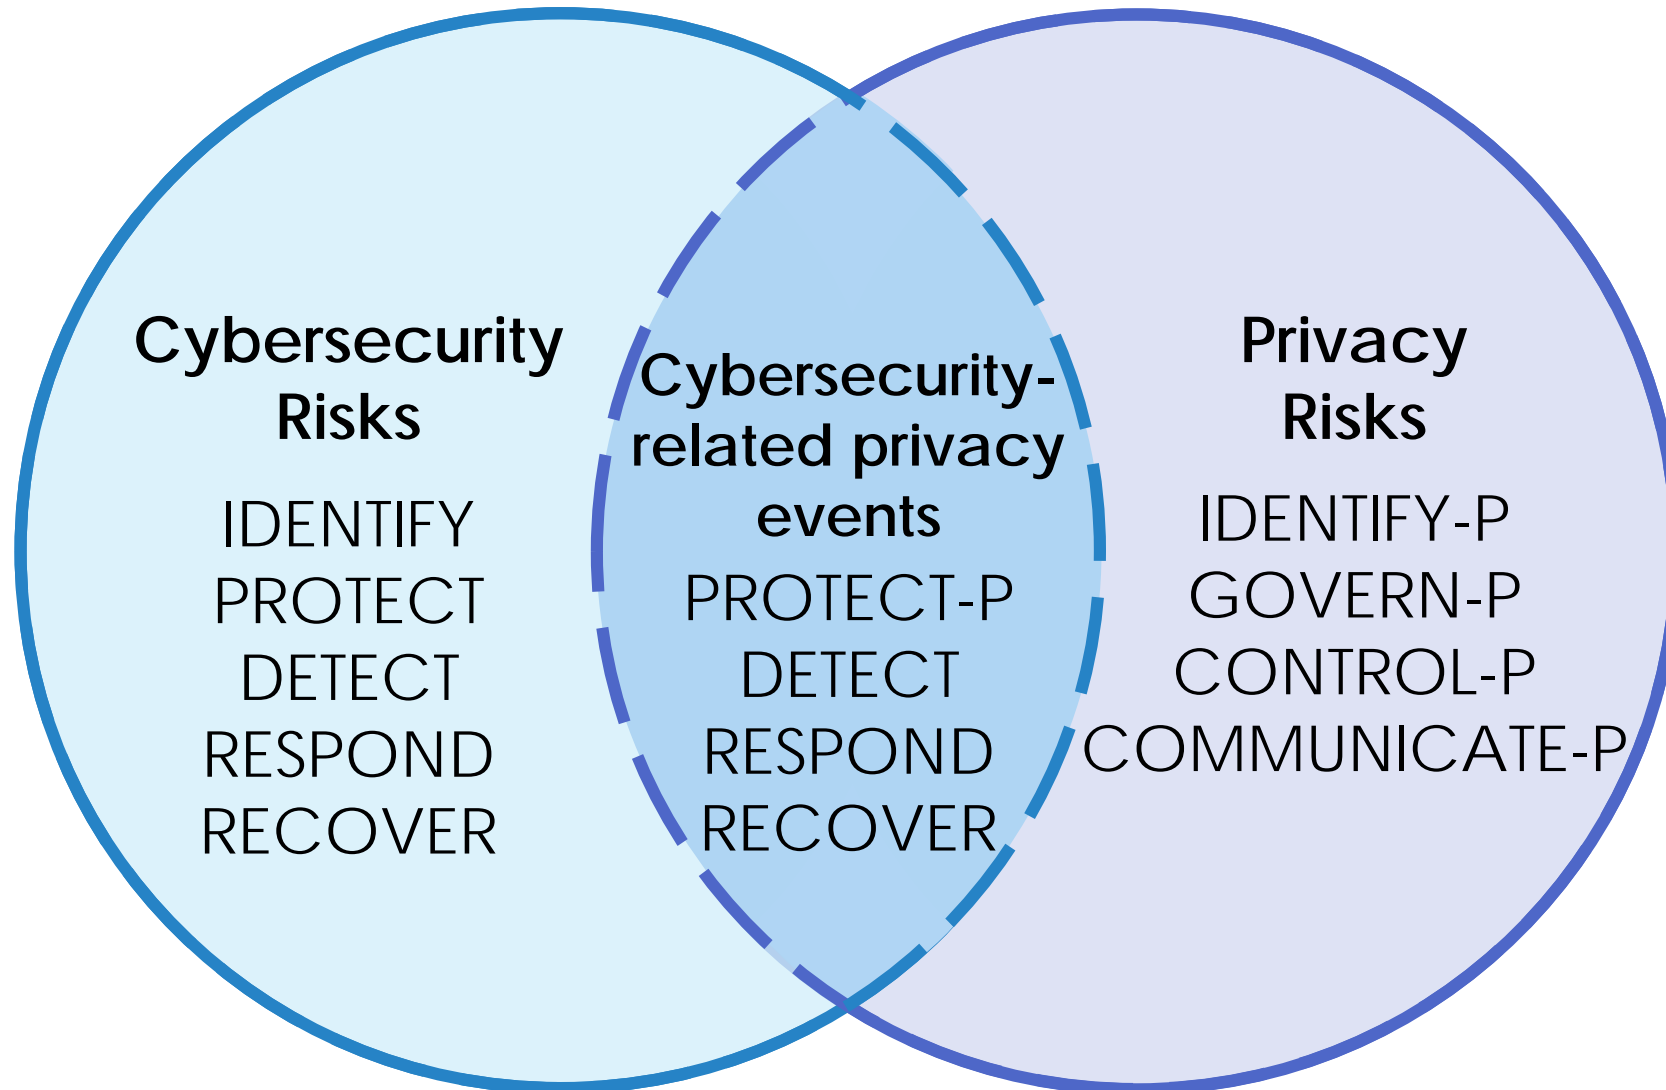 Cybersecurity
Risks
IDENTIFY
PROTECT
DETECT
RESPOND
RECOVER
Cybersecurity-
related privacy
events
PROTECT-P
DETECT
RESPOND
RECOVER
Privacy
Risks
IDENTIFY-P
GOVERN-P
CONTROL-P
COMMUNICATE-P